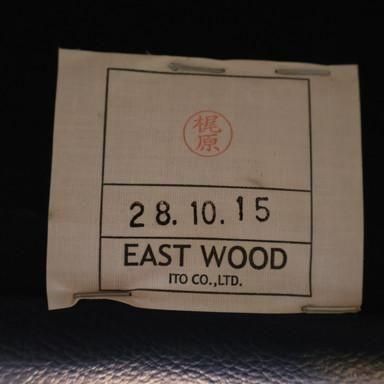 梶
原
28.10.15
EAST WOOD
ITO CO.,LTD.